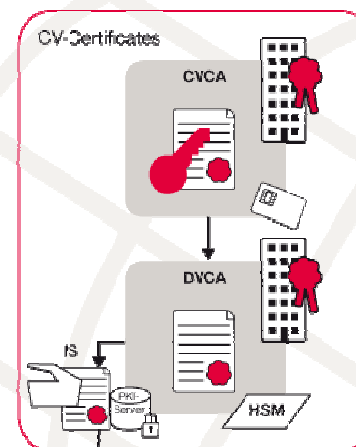 CV-Certificates
CVCA
DVCA
IS
PKI-
Server
HSM